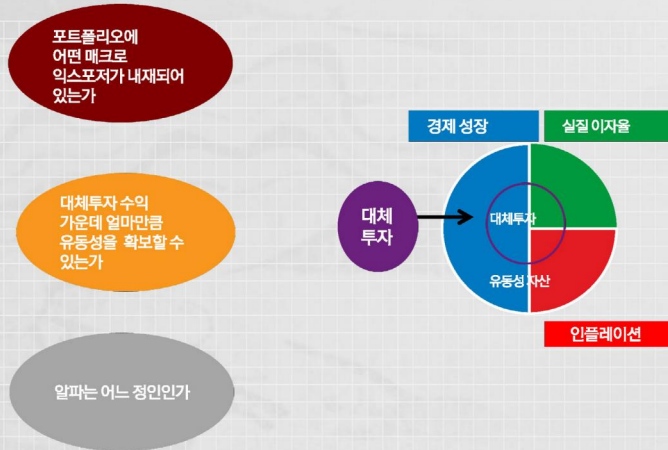 포트폴리오에
어떤 매크로
익스포저가 내재되어
있는가
대체투자 수익
가운데 얼마만큼
유동성을 확보할 수
있는가
알파는 어느 정인인가
경제 성장
실질 이자율
대체
투자
대체투자
유동성 자산
인플레이션